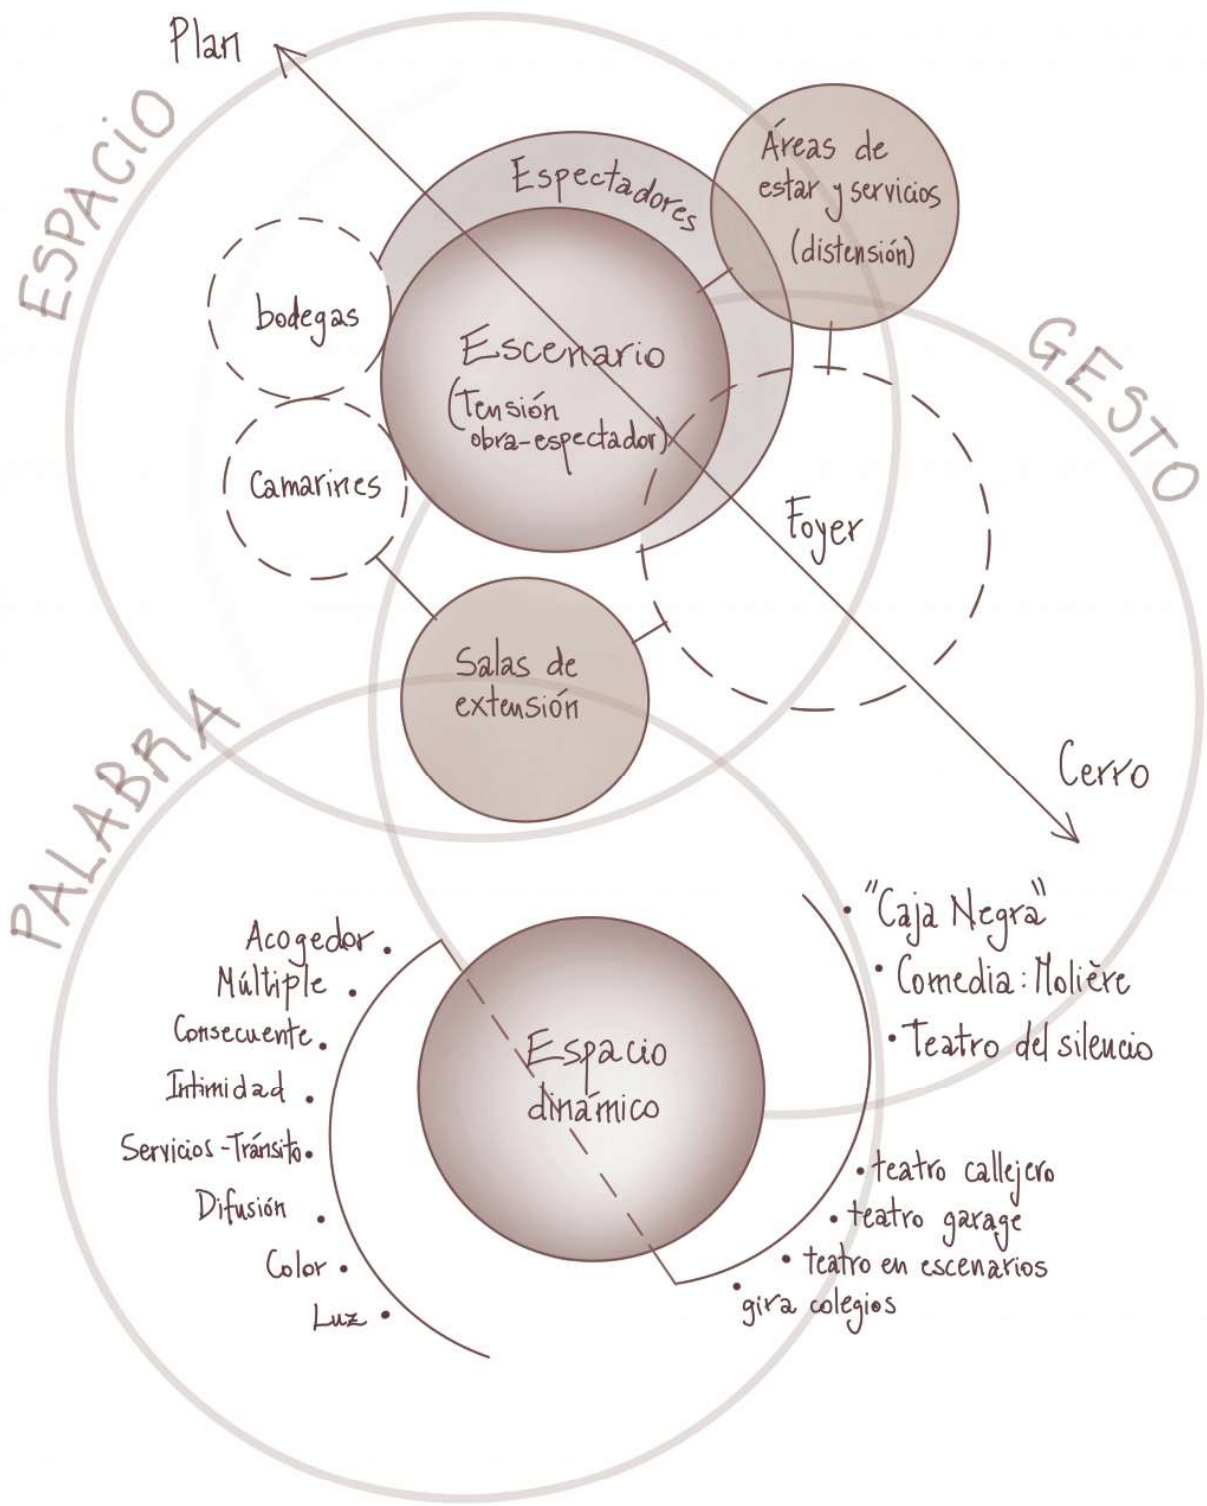 Plan
ESPACIO
Áreas de
estar y servicios
(distensión)
Espectadores
bodegas
Escenario
(Tensión
obra-espectador)
GESTO
Camarines
Foyer
Salas de
extensión
PALABRA
Cerro
"Caja Negra"
Comedia: Molière
Teatro del silencio
Acogedor
Múltiple
Consecuente
Intimidad
Servicios-Tránsito
Difusión
Color
Luz
Espacio
dinámico
teatro callejero
teatro garage
teatro en escenarios
gira colegios